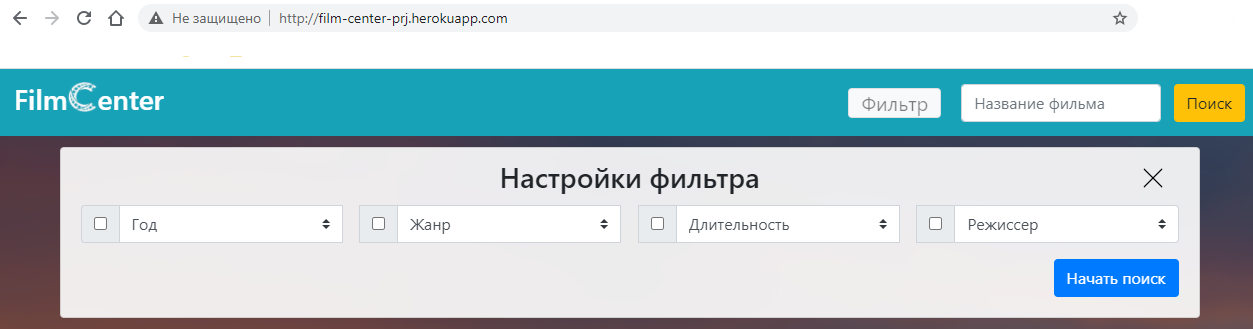 Не защищено http://film-center-prj.herokuapp.com
FilmCenter
Фильтр Название фильма Поиск
Настройки фильтра
Год Жанр Длительность Режиссер
Начать поиск